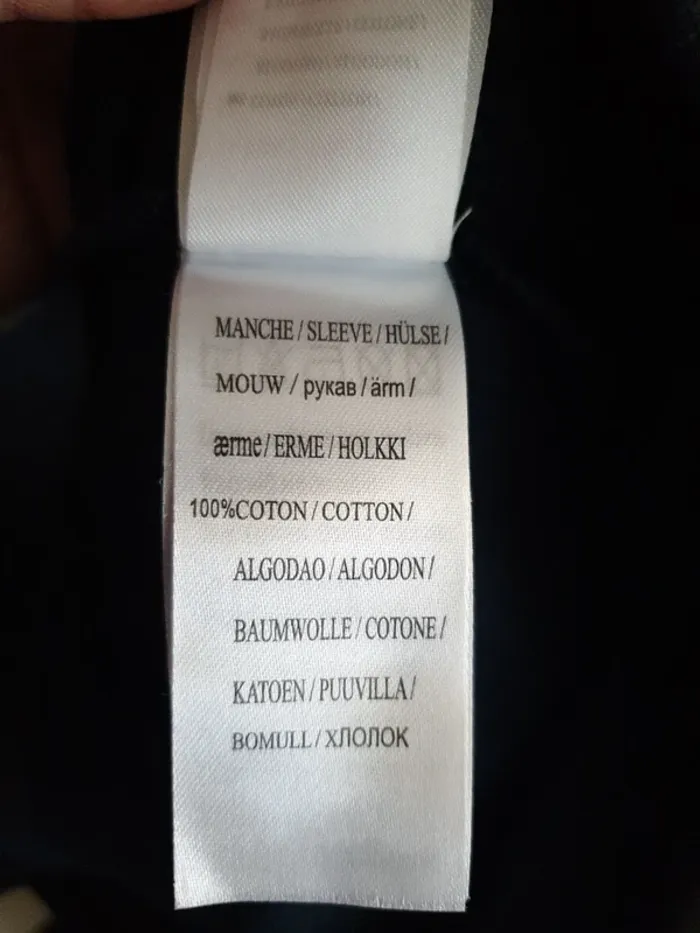 MANCHE / SLEEVE / HÜLSE /
MOUW / рукав / ärm /
ærme / ERME / HOLKKI
100%COTON / COTTON /
ALGODAO / ALGODON /
BAUMWOLLE / COTONE /
KATOEN / PUUVILLA /
BOMULL / ХЛОПОК